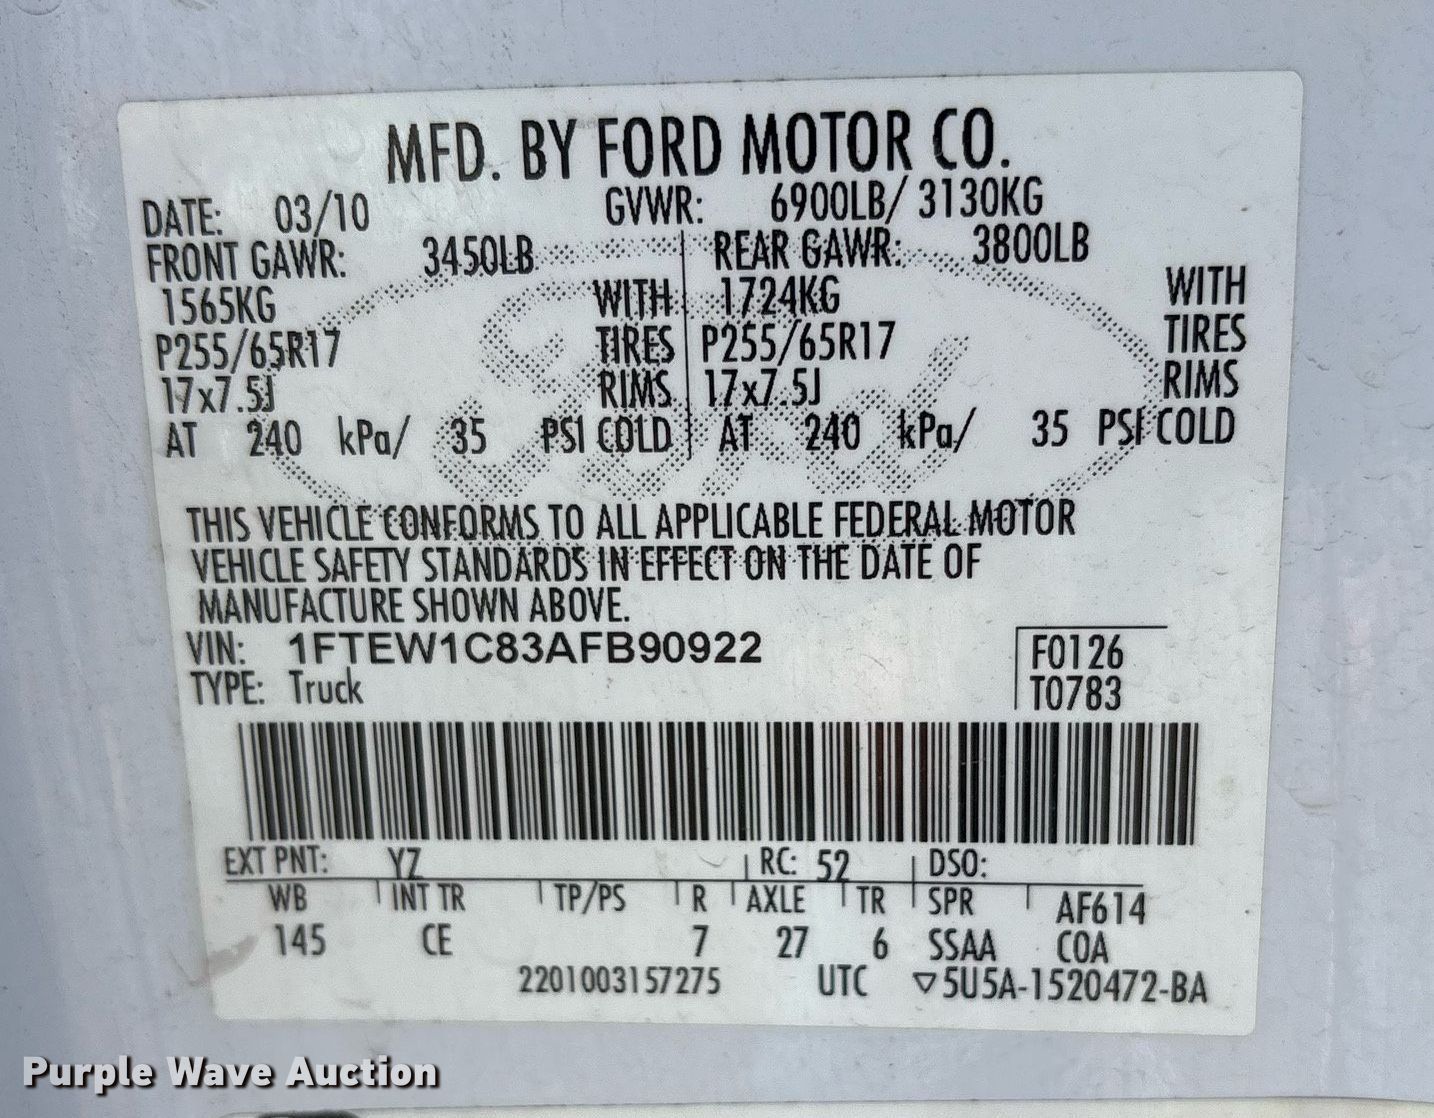 MFD. BY FORD MOTOR CO.
DATE: 03/10 GVWR: 6900LB/ 3130KG
FRONT GAWR: 3450LB REAR GAWR: 3800LB
1565KG WITH 1724KG WITH
P255/65R17 TIRES P255/65R17 TIRES
17x7.5J RIMS 17x7.5J RIMS
AT 240 kPa/ 35 PSI COLD AT 240 kPa/ 35 PSI COLD
Ford
THIS VEHICLE CONFORMS TO ALL APPLICABLE FEDERAL MOTOR
VEHICLE SAFETY STANDARDS IN EFFECT ON THE DATE OF
MANUFACTURE SHOWN ABOVE.
VIN: 1FTEW1C83AFB90922 F0126
TYPE: Truck T0783
EXT PNT: YZ RC: 52 DSO:
WB INT TR TP/PS R AXLE TR SPR AF614
145 CE 7 27 6 SSAA COA
2201003157275 UTC ▽5U5A-1520472-BA
Purple Wave Auction